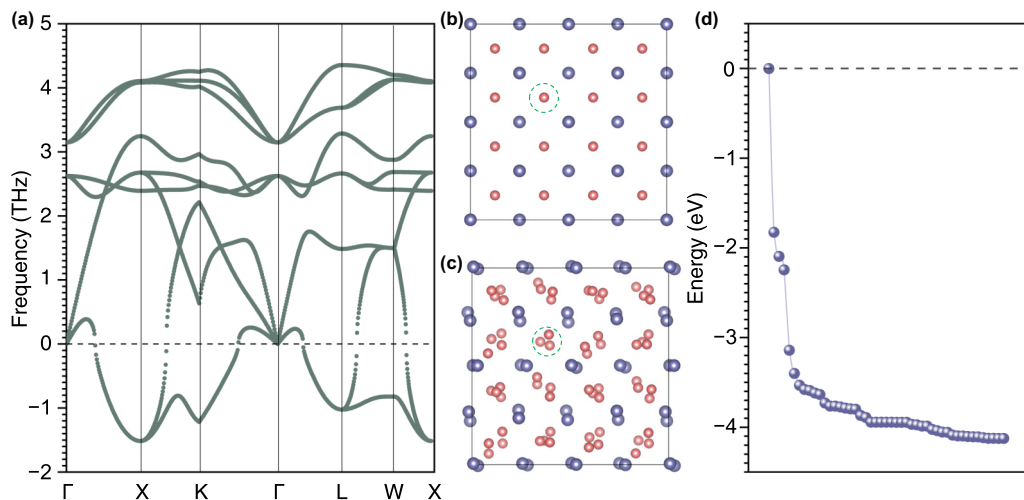 (a)
5
4
3
2
1
0
−1
−2
Frequency (THz)
Γ X K Γ L W X
(b)
(c)
(d)
0
−1
−2
−3
−4
Energy (eV)